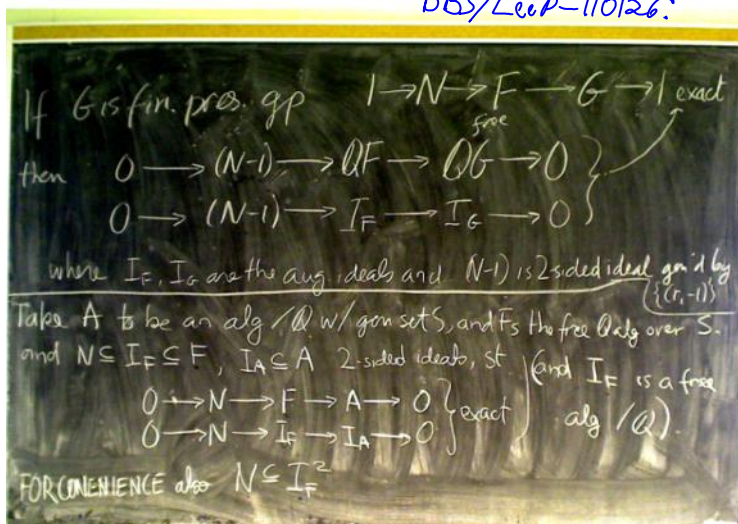 DBS/LeeP-110126:
If G is fin. pres. gp 1→N→F→G→1 exact
free
then 0→(N-1)→QF→QG→0
0→(N-1)→I_F→I_G→0
where I_F, I_G are the aug. ideals and (N-1) is 2-sided ideal gen'd by
{(r,-1)}
Take A to be an alg /Q w/ gen set S, and F_S the free Q alg over S.
and N⊆I_F⊆F, I_A⊆A 2-sided ideals, st (and I_F is a free
0→N→F→A→0
0→N→I_F→I_A→0 } exact alg /Q).
FOR CONENIENCE also N⊆I_F^2